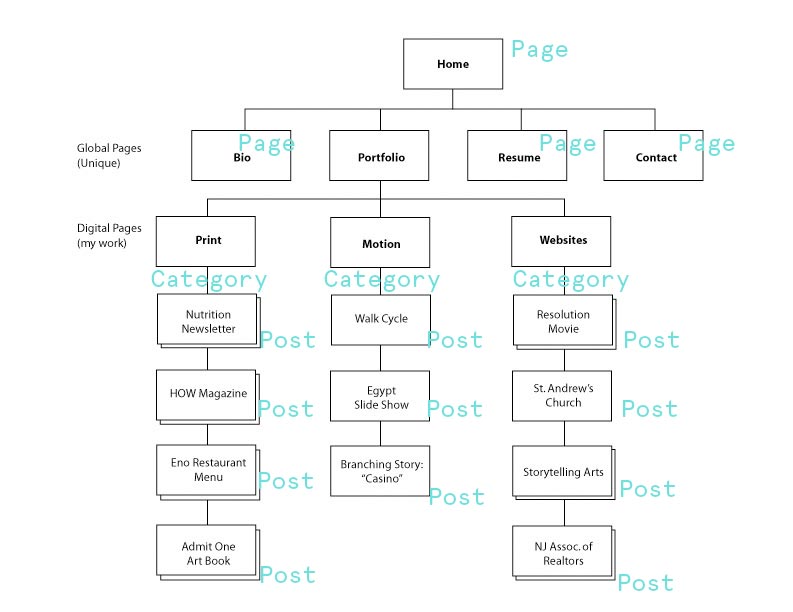 Home
Page
Global Pages
(Unique)
Page
Bio
Portfolio
Page
Resume
Page
Contact
Digital Pages
(my work)
Print
Motion
Websites
Category
Category
Category
Nutrition
Newsletter
Post
Walk Cycle
Post
Resolution
Movie
Post
HOW Magazine
Post
Egypt
Slide Show
Post
St. Andrew's
Church
Post
Eno Restaurant
Menu
Post
Branching Story:
"Casino"
Post
Storytelling Arts
Post
Admit One
Art Book
Post
NJ Assoc. of
Realtors
Post